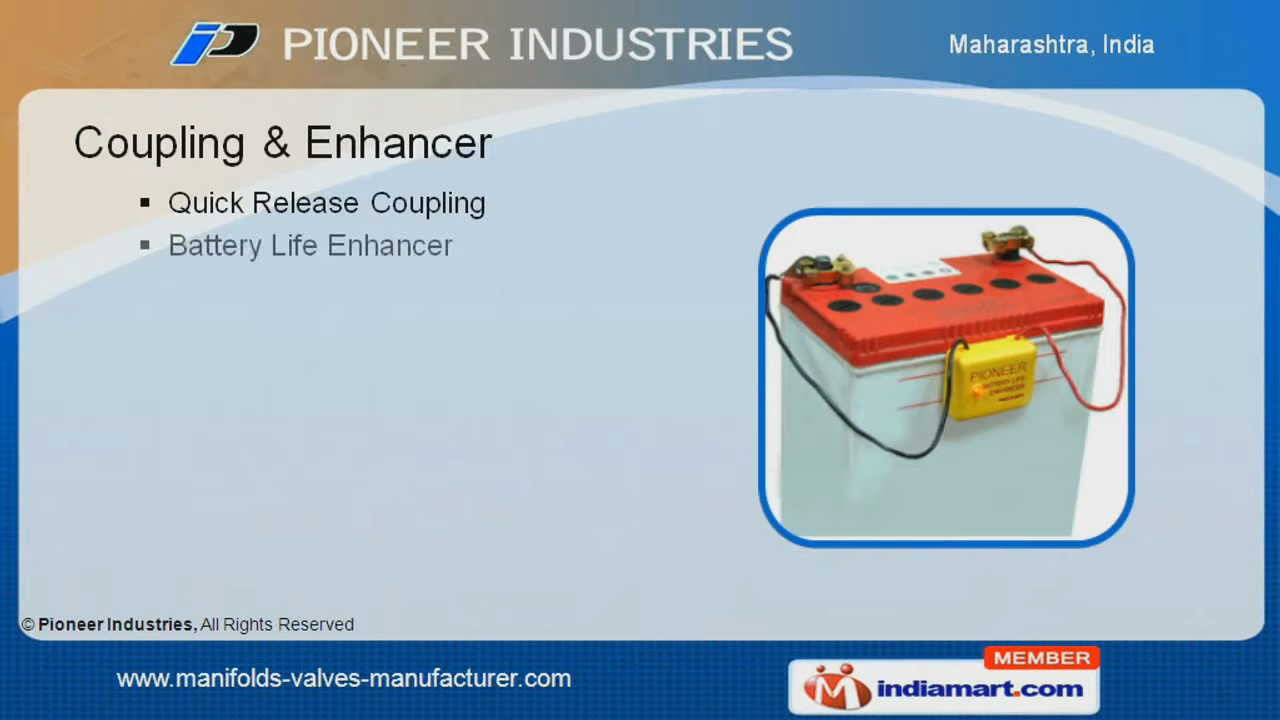 PIONEER INDUSTRIES
Maharashtra, India
Coupling & Enhancer
▪ Quick Release Coupling
▪ Battery Life Enhancer
PIONEER
BATTERY LIFE
ENHANCER
© Pioneer Industries, All Rights Reserved
www.manifolds-valves-manufacturer.com
MEMBER
indiamart.com